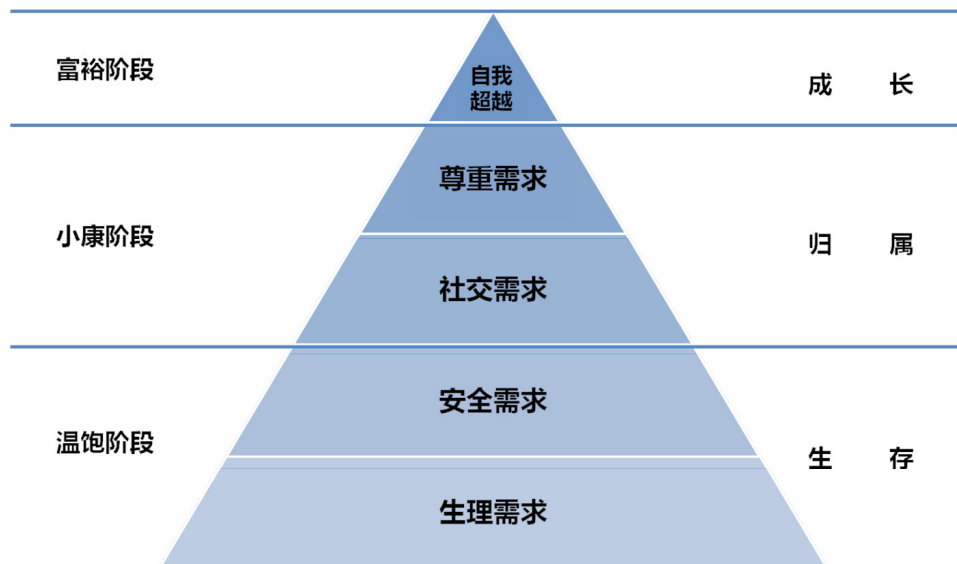 富裕阶段
自我
超越
成 长
尊重需求
小康阶段
归 属
社交需求
安全需求
温饱阶段
生 存
生理需求